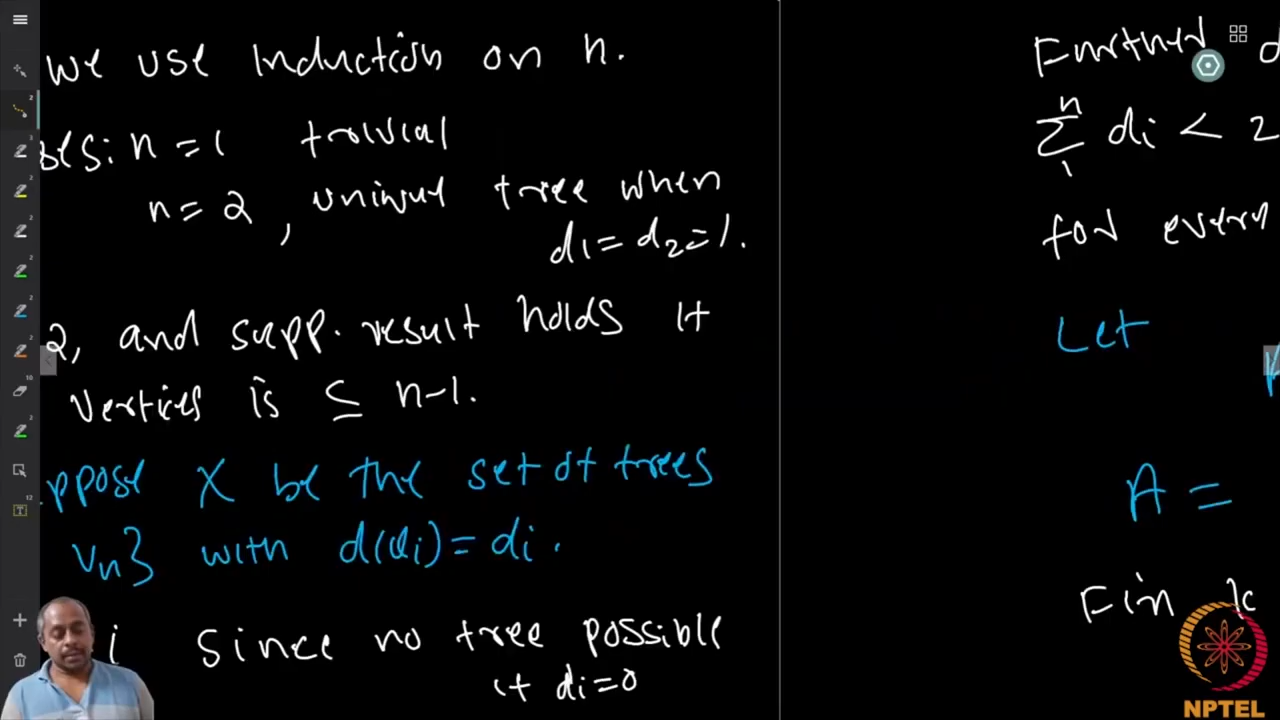 We use Induction on n.
n=1 trivial
n=2, unique tree when
d1=d2=1.
2, and supp. result holds if
vertices is ≤ n-1.
ppose X be the set of trees
vn} with d(di)=di.
i since no tree possible
if di=0
Further d
n
∑ di < 2
1
for every
Let
A =
Fin k
NPTEL